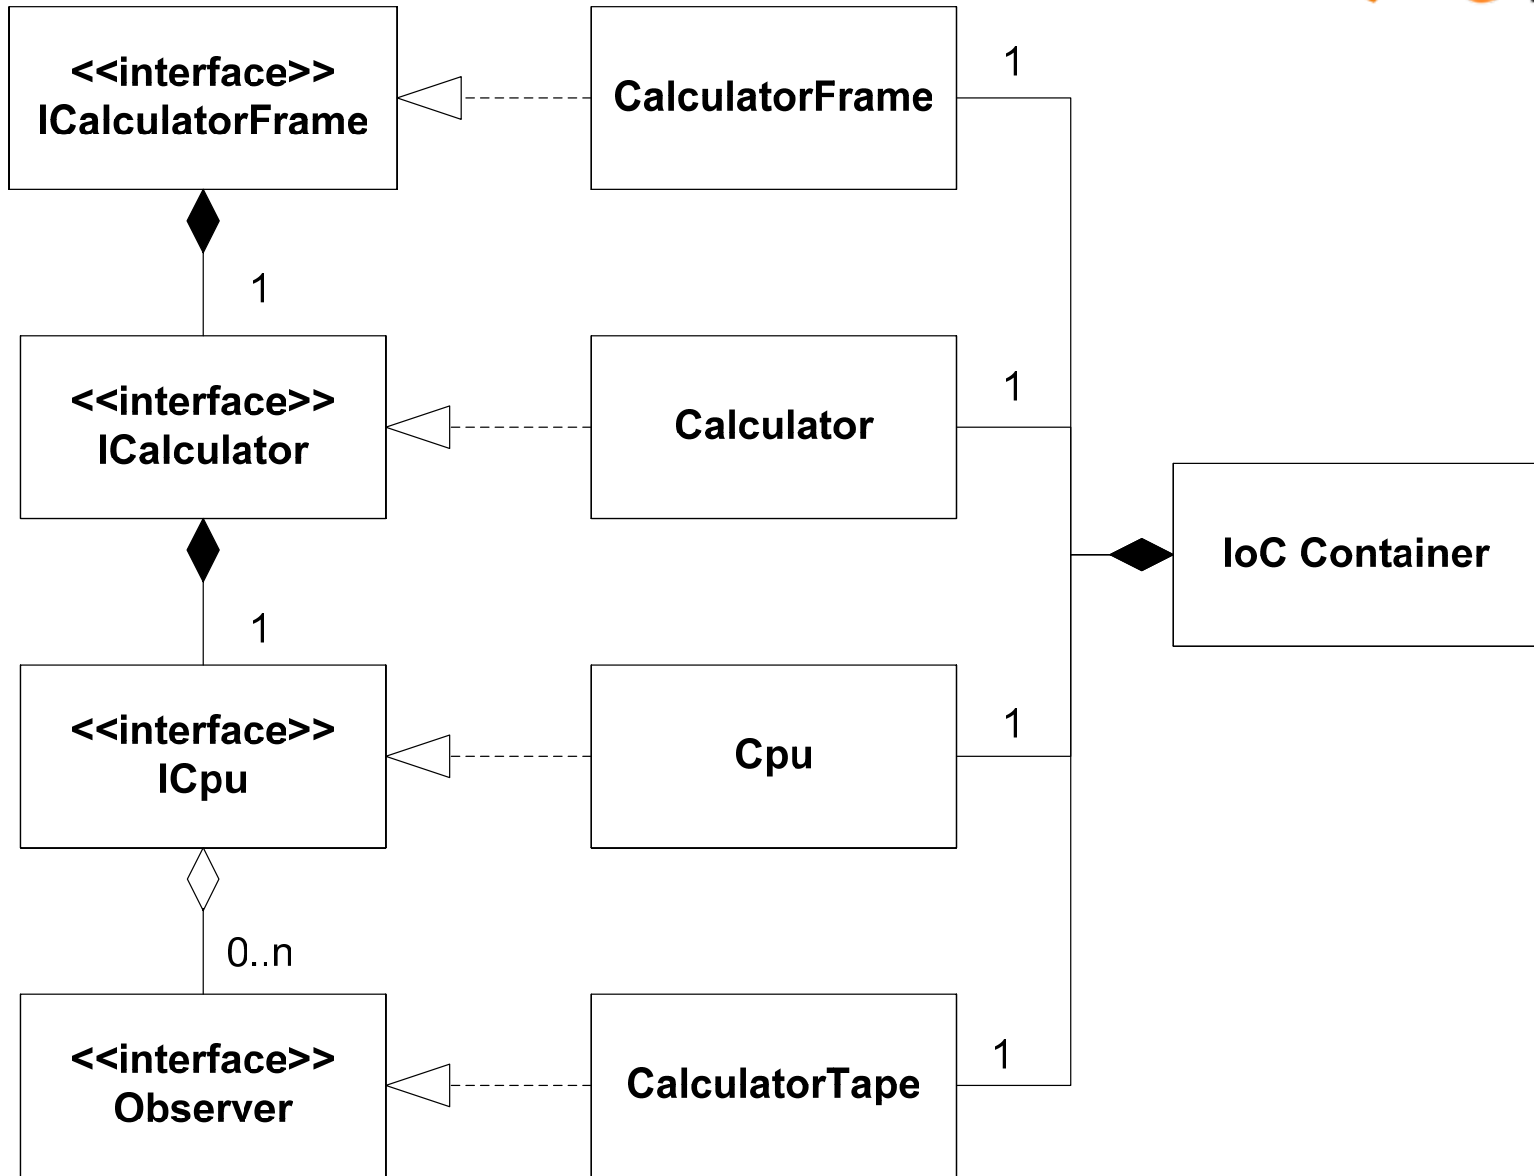 <<interface>>
ICalculatorFrame
CalculatorFrame
1
1
<<interface>>
ICalculator
Calculator
1
IoC Container
1
<<interface>>
ICpu
Cpu
1
0..n
<<interface>>
Observer
CalculatorTape
1